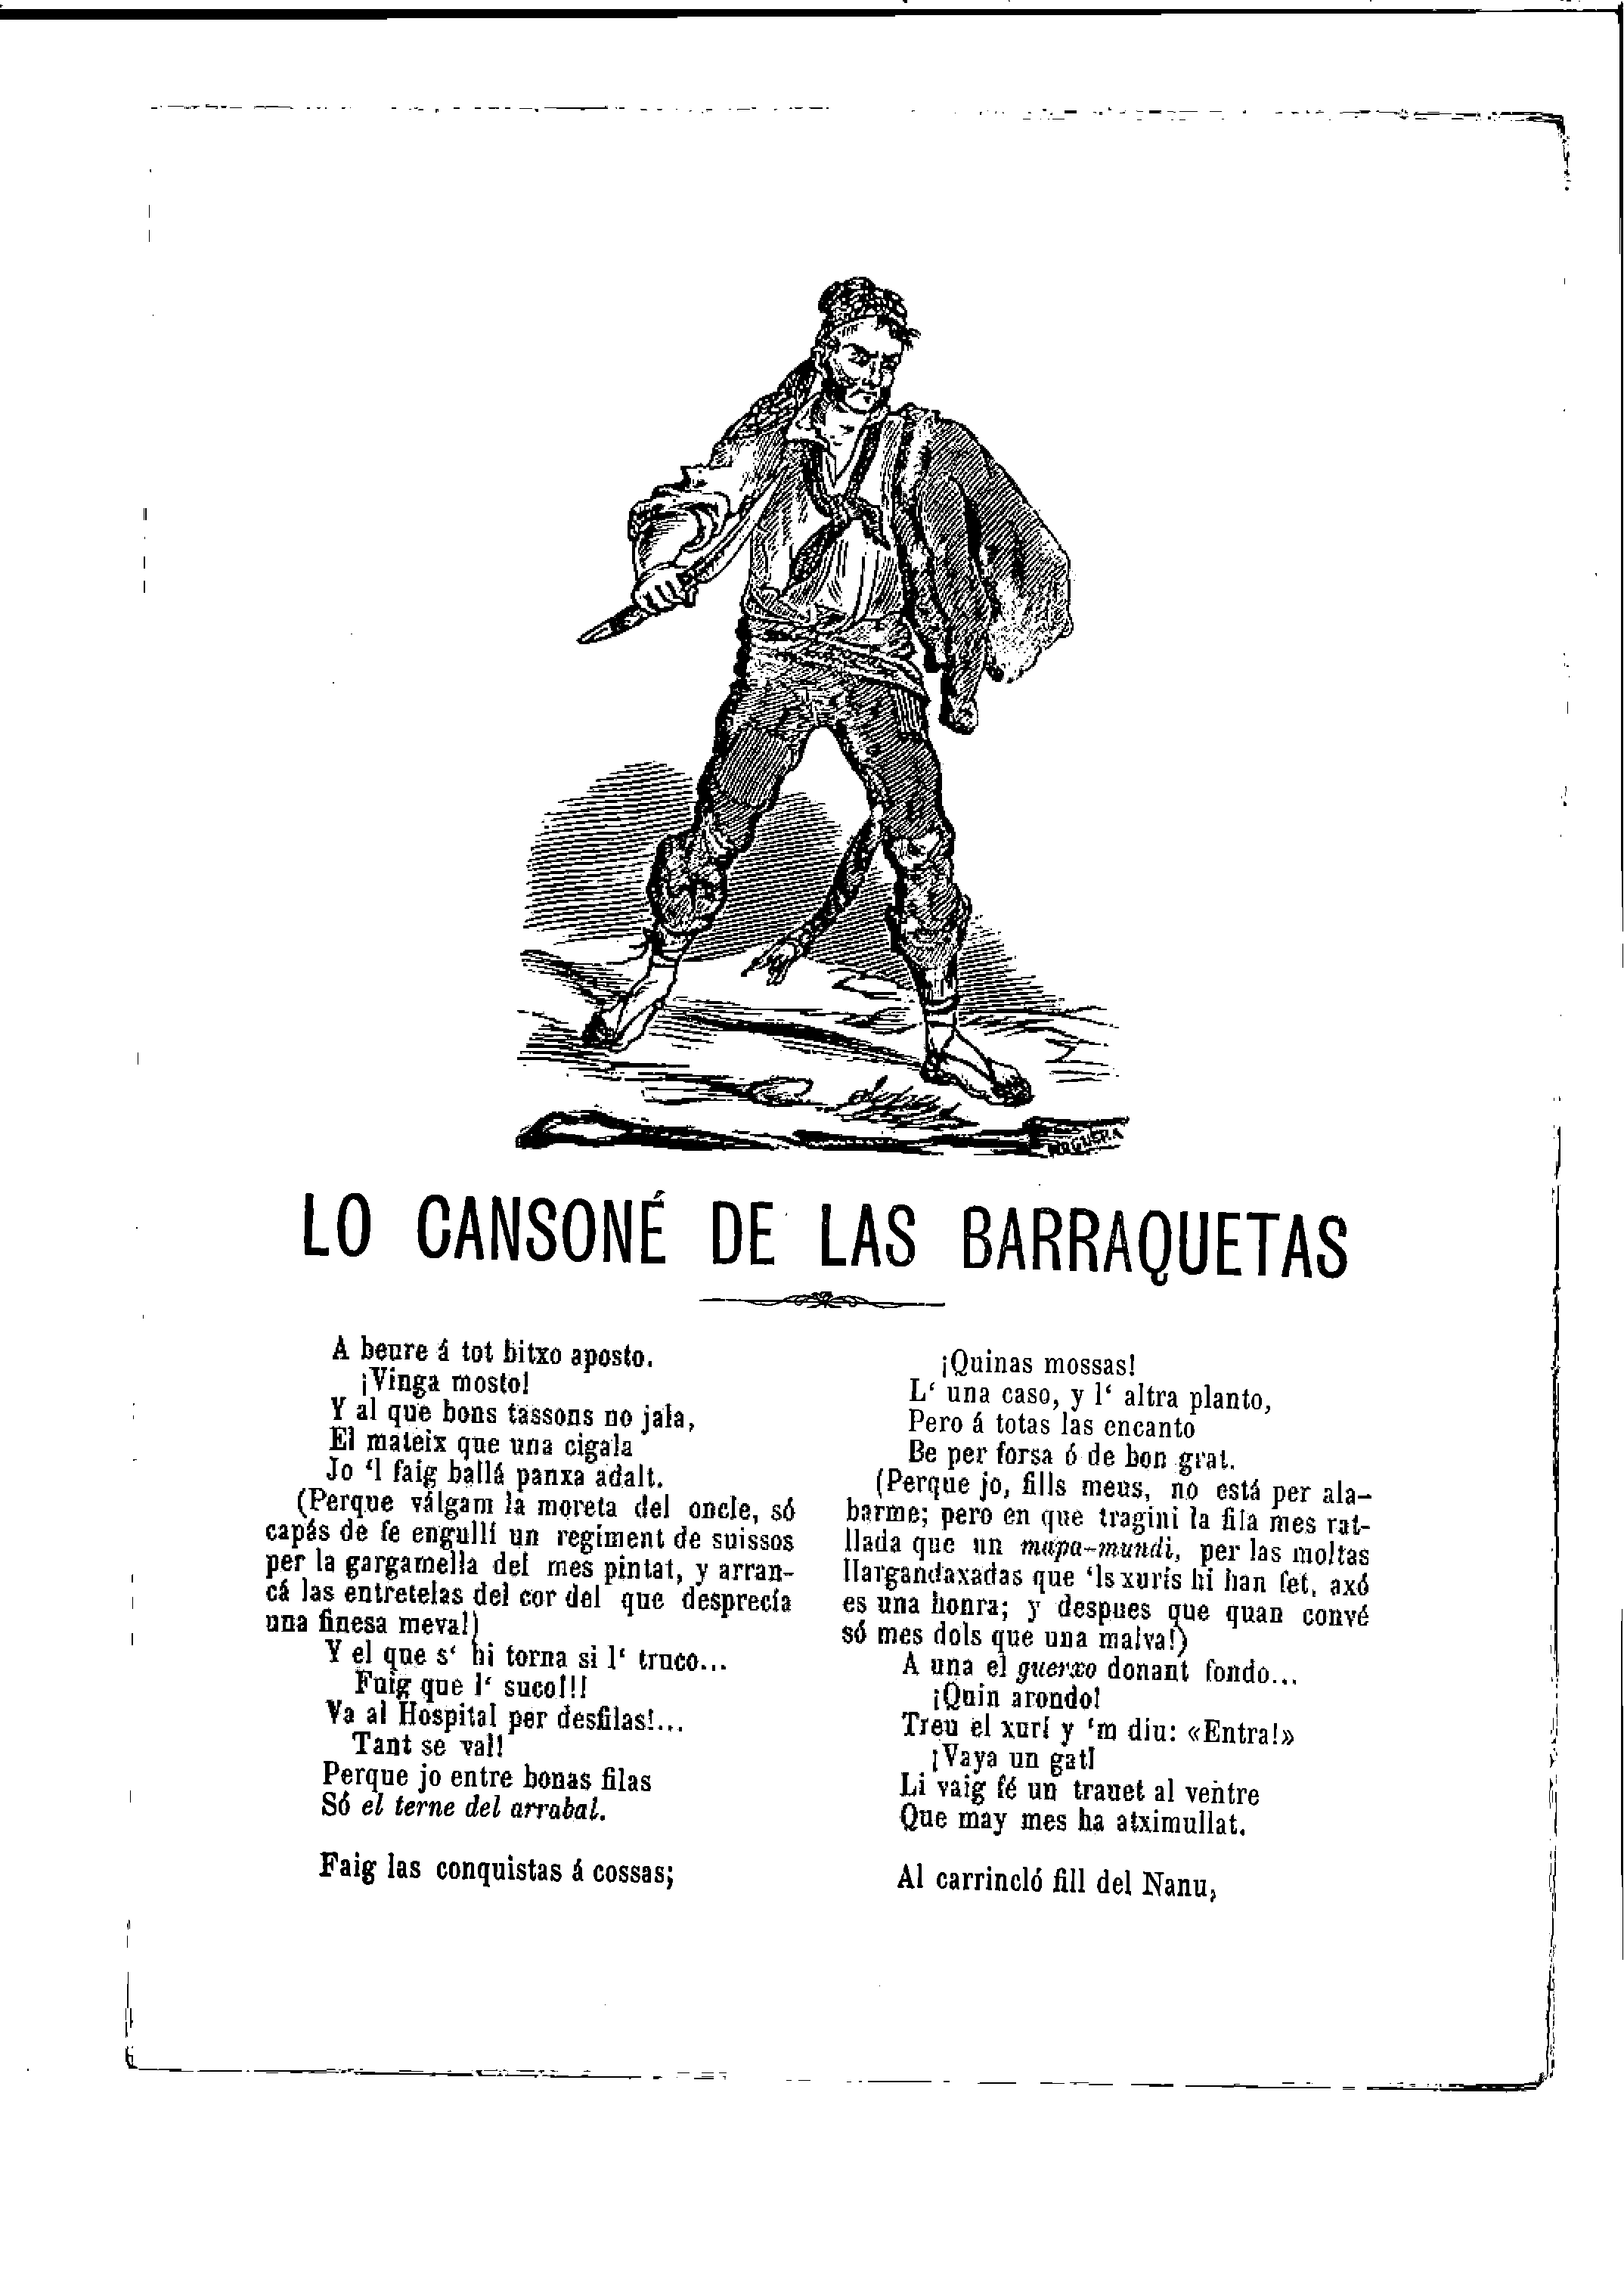 NOGUERA
LO CANSONÉ DE LAS BARRAQUETAS
A beure á tot bitxo aposto.
¡Vinga mosto!
Y al que bons tassons no jala,
El mateix que una cigala
Jo ‘l faig ballá panxa adalt.
(Perque válgam la moreta del oncle, só
capás de fe engullí un regiment de suissos
per la gargamella del mes pintat, y arran-
cá las entretelas del cor del que desprecía
una finesa meva!)
Y el que s‘ hi torna si l‘ truco...
Faig que l‘ suco!!!
Va al Hospital per desfilas!...
Tant se val!
Perque jo entre bonas filas
Só el terne del arrabal.
Faig las conquistas á cossas;
¡Quinas mossas!
L‘ una caso, y l‘ altra planto,
Pero á totas las encanto
Be per forsa ó de bon grat.
(Perque jo, fills meus, no está per ala-
barme; pero en que tragini la fila mes rat-
llada que un mapa-mundi, per las moltas
llargandaxadas que ‘ls xurís hi han fet, axó
es una honra; y despues que quan convé
só mes dols que una malva!)
A una el guerxo donant fondo...
¡Quin arondo!
Treu el xurí y ‘m diu: «Entra!»
¡Vaya un gat!
Li vaig fé un trauet al ventre
Que may mes ha atximullat.
Al carrincló fill del Nanu,